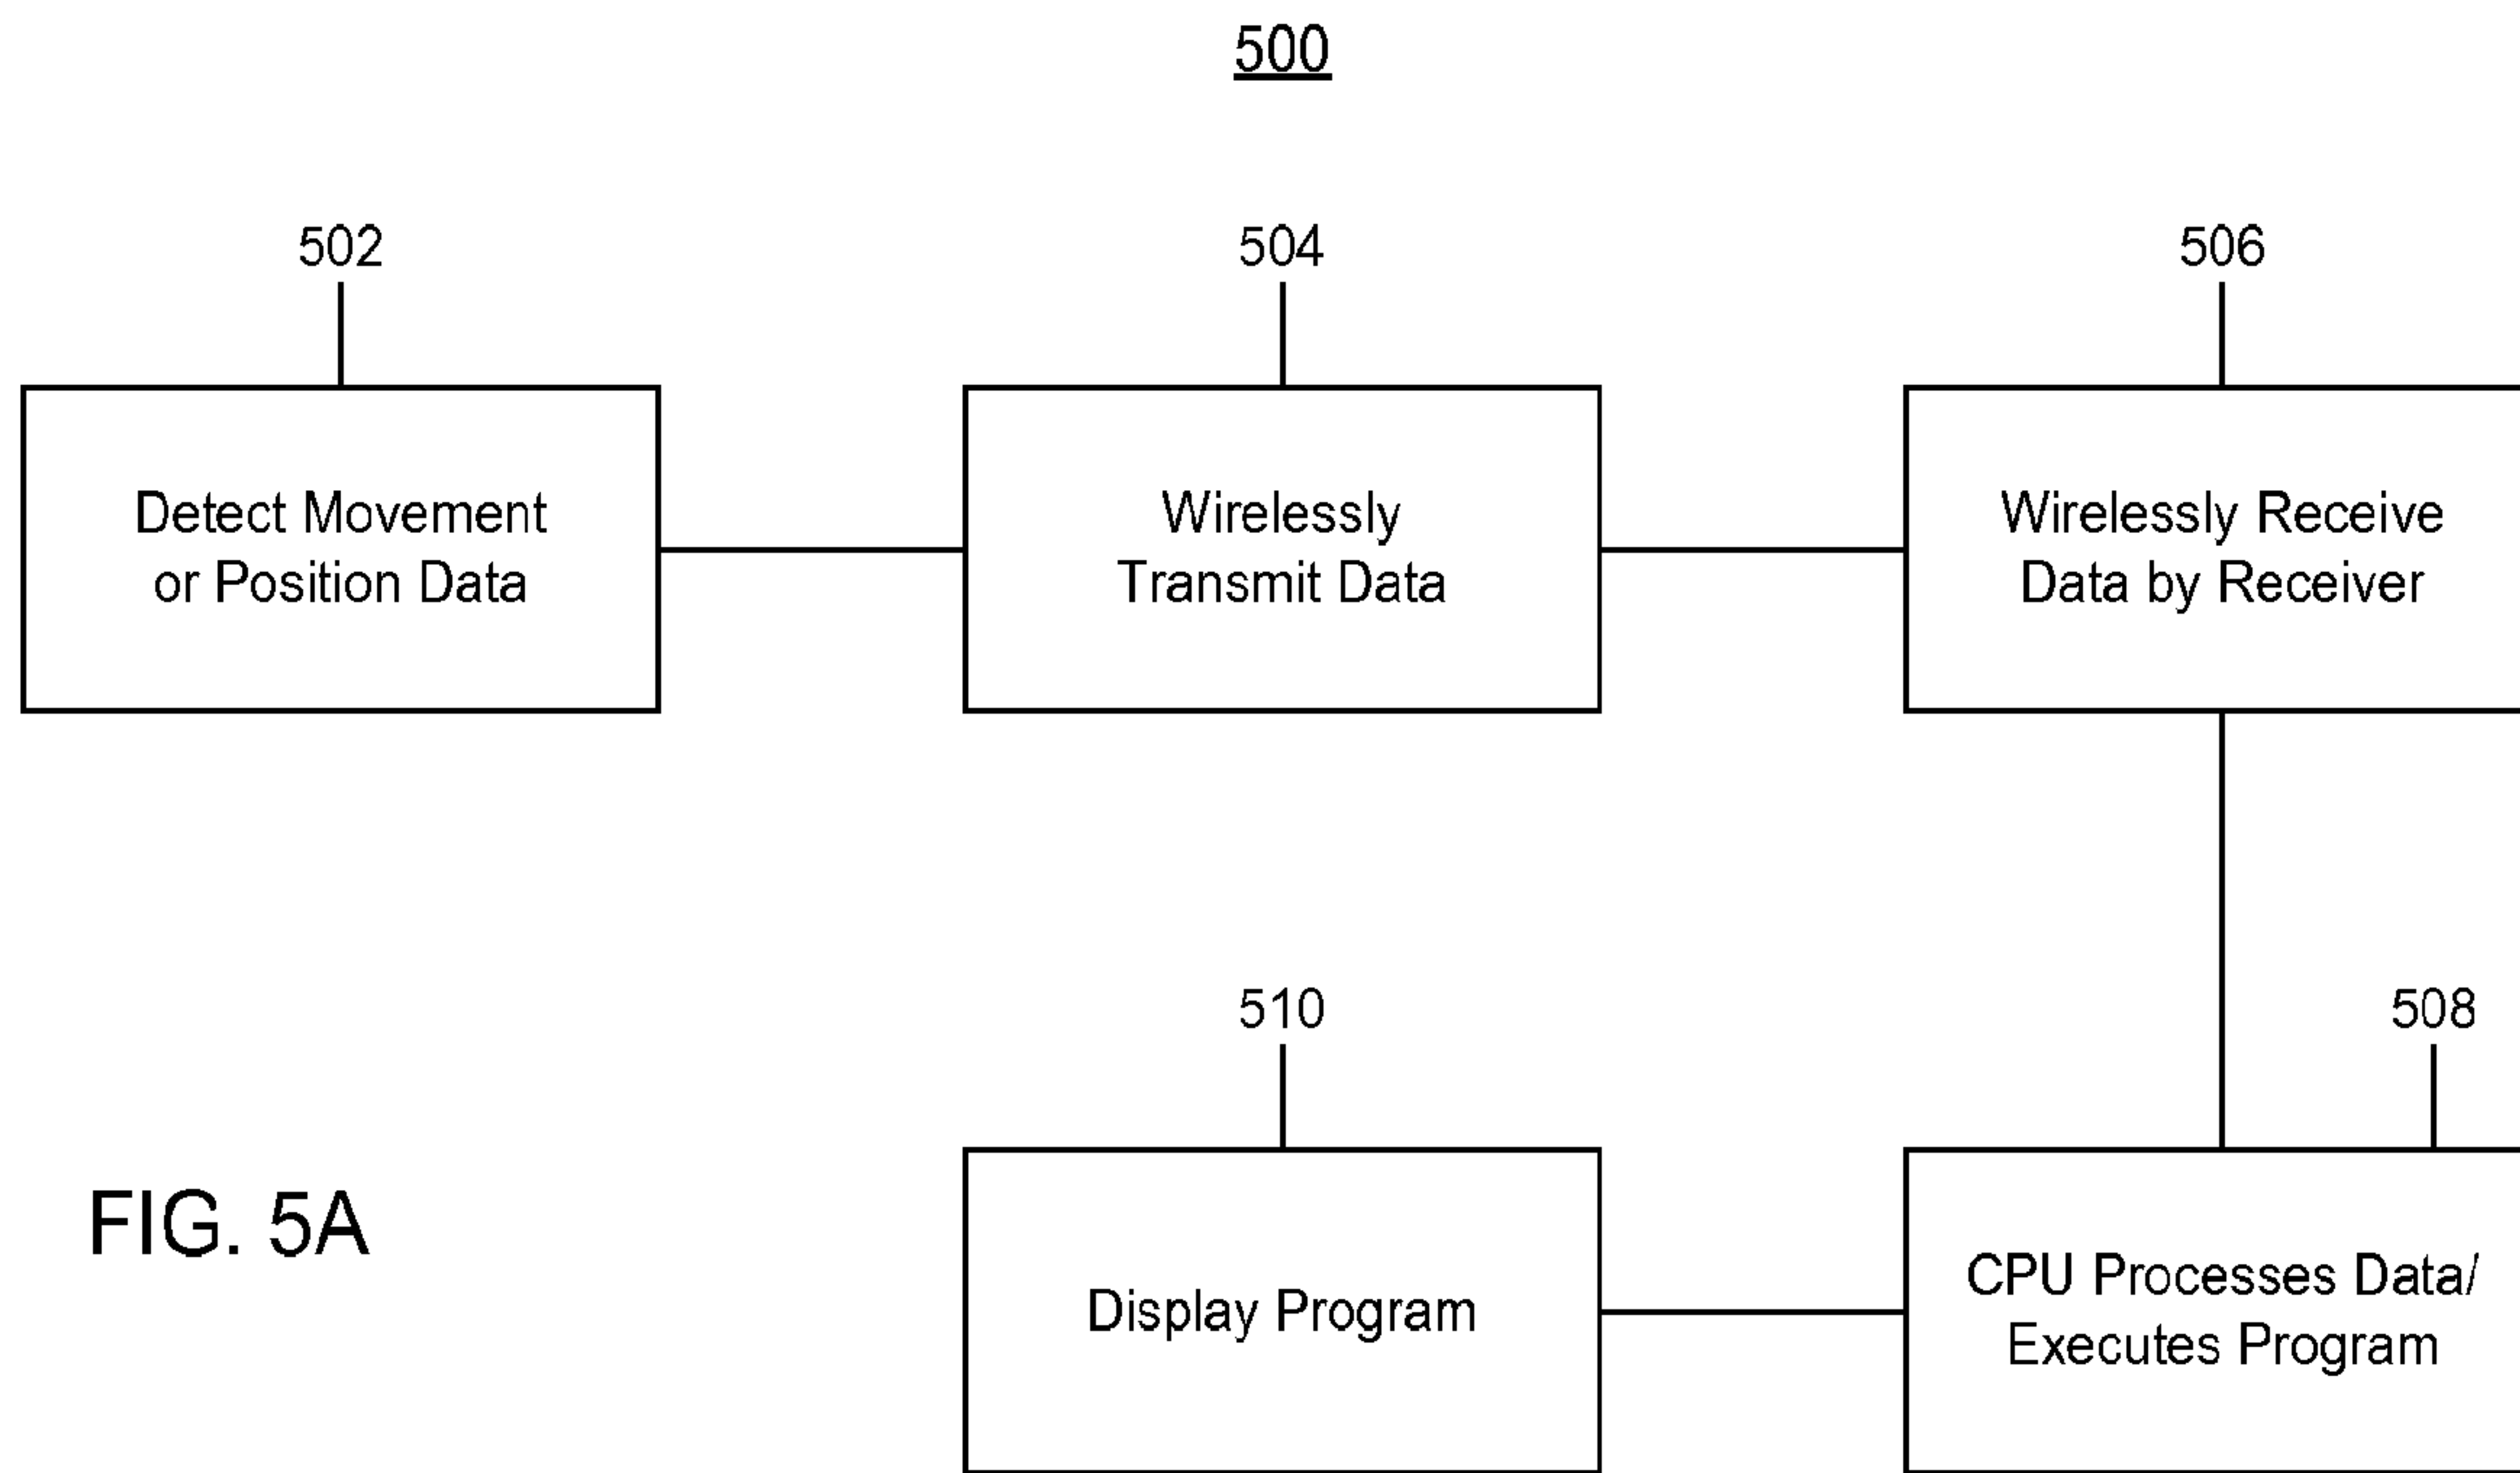 500
502
504
506
Detect Movement
or Position Data
Wirelessly
Transmit Data
Wirelessly Receive
Data by Receiver
510
508
FIG. 5A
Display Program
CPU Processes Data/
Executes Program